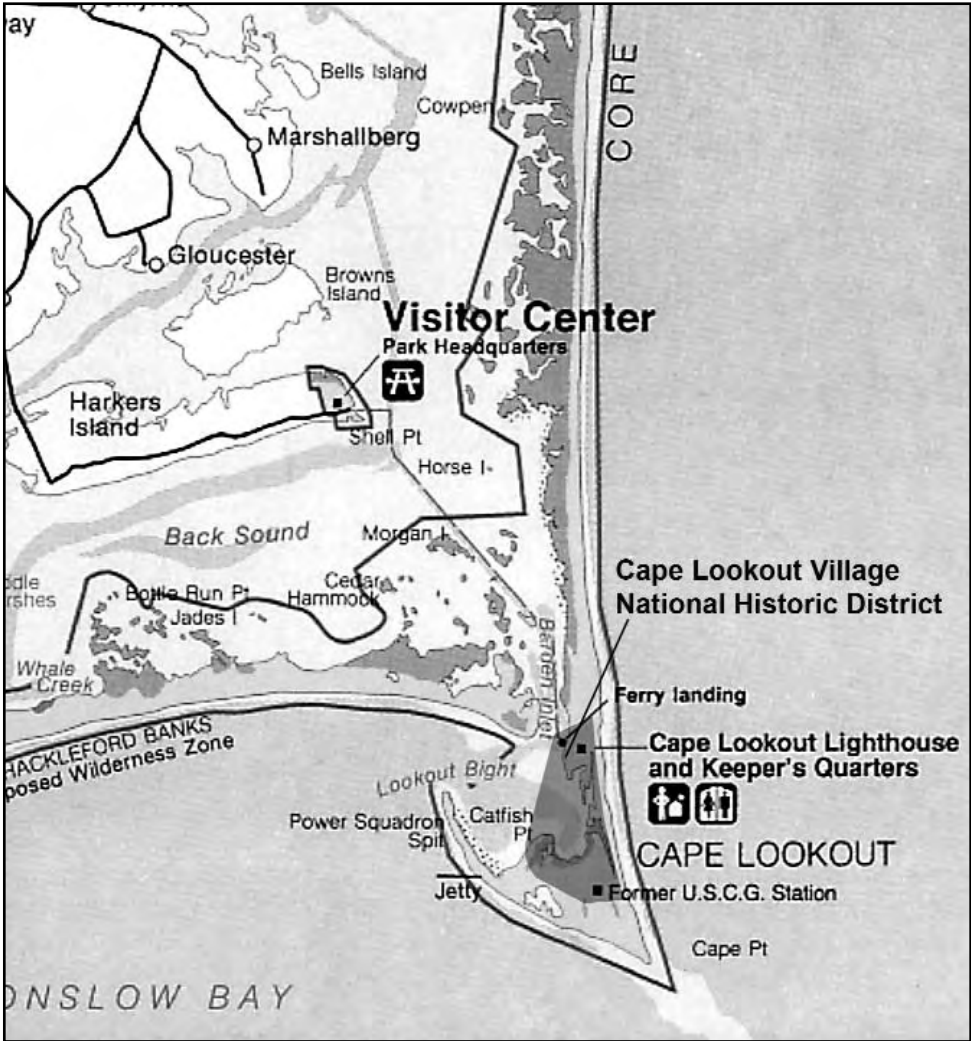 ay
Bells Island
CORE
Cowpen I
Marshallberg
Gloucester
Browns
Island
Visitor Center
Park Headquarters
Harkers
Island
Shell Pt
Horse I
Back Sound
Morgan I
Cape Lookout Village
National Historic District
Cedar
Hammock
Bottle Run Pt
Jades I
ddle
rshes
Whale
Creek
Barden Inlet
Ferry landing
HACKLEFORD BANKS
posed Wilderness Zone
Cape Lookout Lighthouse
and Keeper's Quarters
Lookout Bight
Power Squadron
Spit
Catfish
Pt
CAPE LOOKOUT
Jetty
Former U.S.C.G. Station
Cape Pt
ONSLOW BAY